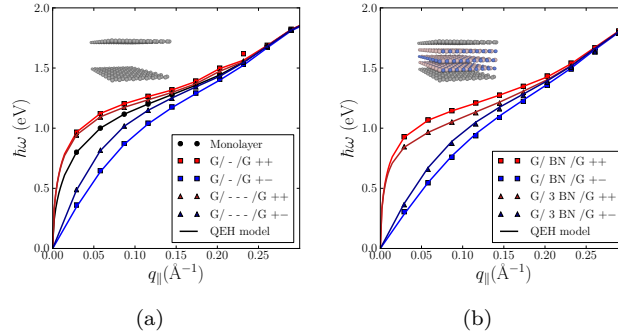 2.0
1.5
1.0
0.5
0.0
ħω (eV)
Monolayer
G/ - /G ++
G/ - /G +−
G/ - - - /G ++
G/ - - - /G +−
QEH model
0.00 0.05 0.10 0.15 0.20 0.25
q∥(Å⁻¹)
(a)
2.0
1.5
1.0
0.5
0.0
ħω (eV)
G/ BN /G ++
G/ BN /G +−
G/ 3 BN /G ++
G/ 3 BN /G +−
QEH model
0.00 0.05 0.10 0.15 0.20 0.25
q∥(Å⁻¹)
(b)